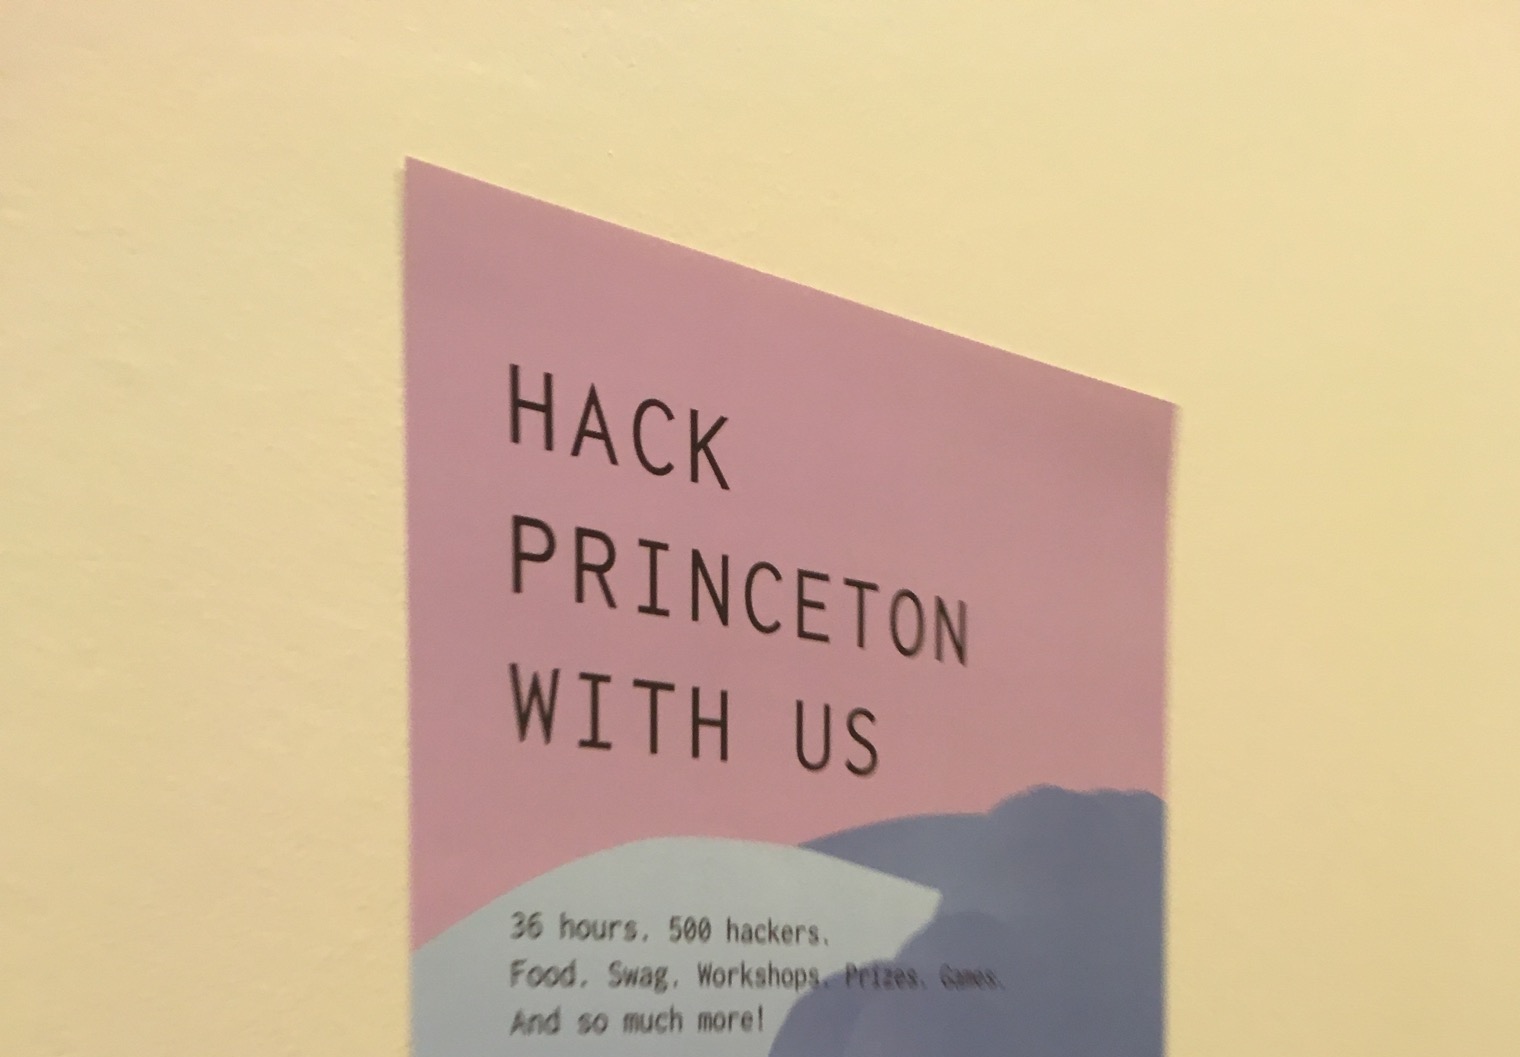 HACK
PRINCETON
WITH US
36 hours. 500 hackers.
Food. Swag. Workshops. Prizes. Games.
And so much more!